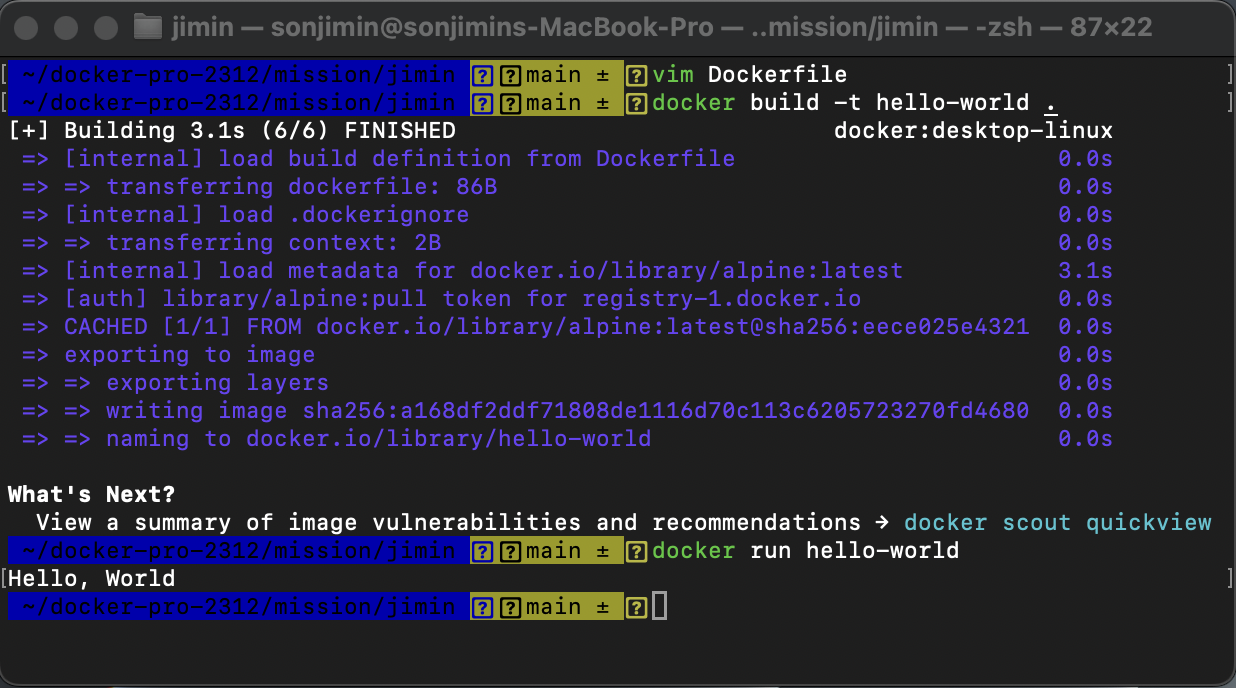 jimin — sonjimin@sonjimins-MacBook-Pro — ..mission/jimin — -zsh — 87×22
[ ~/docker-pro-2312/mission/jimin ??main ± ?vim Dockerfile ]
[ ~/docker-pro-2312/mission/jimin ??main ± ?docker build -t hello-world . ]
[+] Building 3.1s (6/6) FINISHED docker:desktop-linux
=> [internal] load build definition from Dockerfile 0.0s
=> => transferring dockerfile: 86B 0.0s
=> [internal] load .dockerignore 0.0s
=> => transferring context: 2B 0.0s
=> [internal] load metadata for docker.io/library/alpine:latest 3.1s
=> [auth] library/alpine:pull token for registry-1.docker.io 0.0s
=> CACHED [1/1] FROM docker.io/library/alpine:latest@sha256:eece025e4321 0.0s
=> exporting to image 0.0s
=> => exporting layers 0.0s
=> => writing image sha256:a168df2ddf71808de1116d70c113c6205723270fd4680 0.0s
=> => naming to docker.io/library/hello-world 0.0s
What's Next?
View a summary of image vulnerabilities and recommendations → docker scout quickview
~/docker-pro-2312/mission/jimin ??main ± ?docker run hello-world
[Hello, World ]
~/docker-pro-2312/mission/jimin ??main ± ?